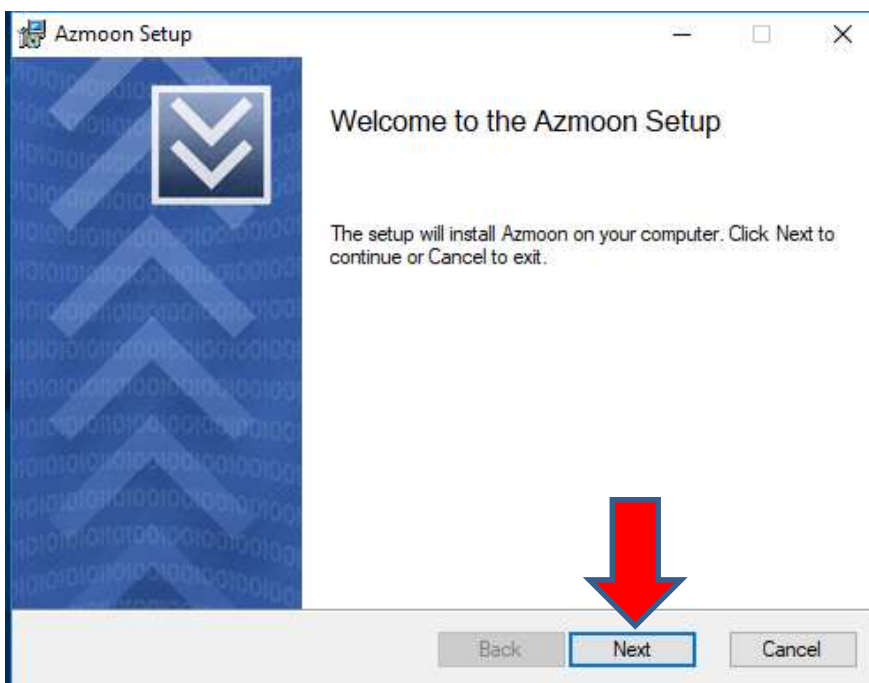 Azmoon Setup
Welcome to the Azmoon Setup
The setup will install Azmoon on your computer. Click Next to
continue or Cancel to exit.
Back Next Cancel